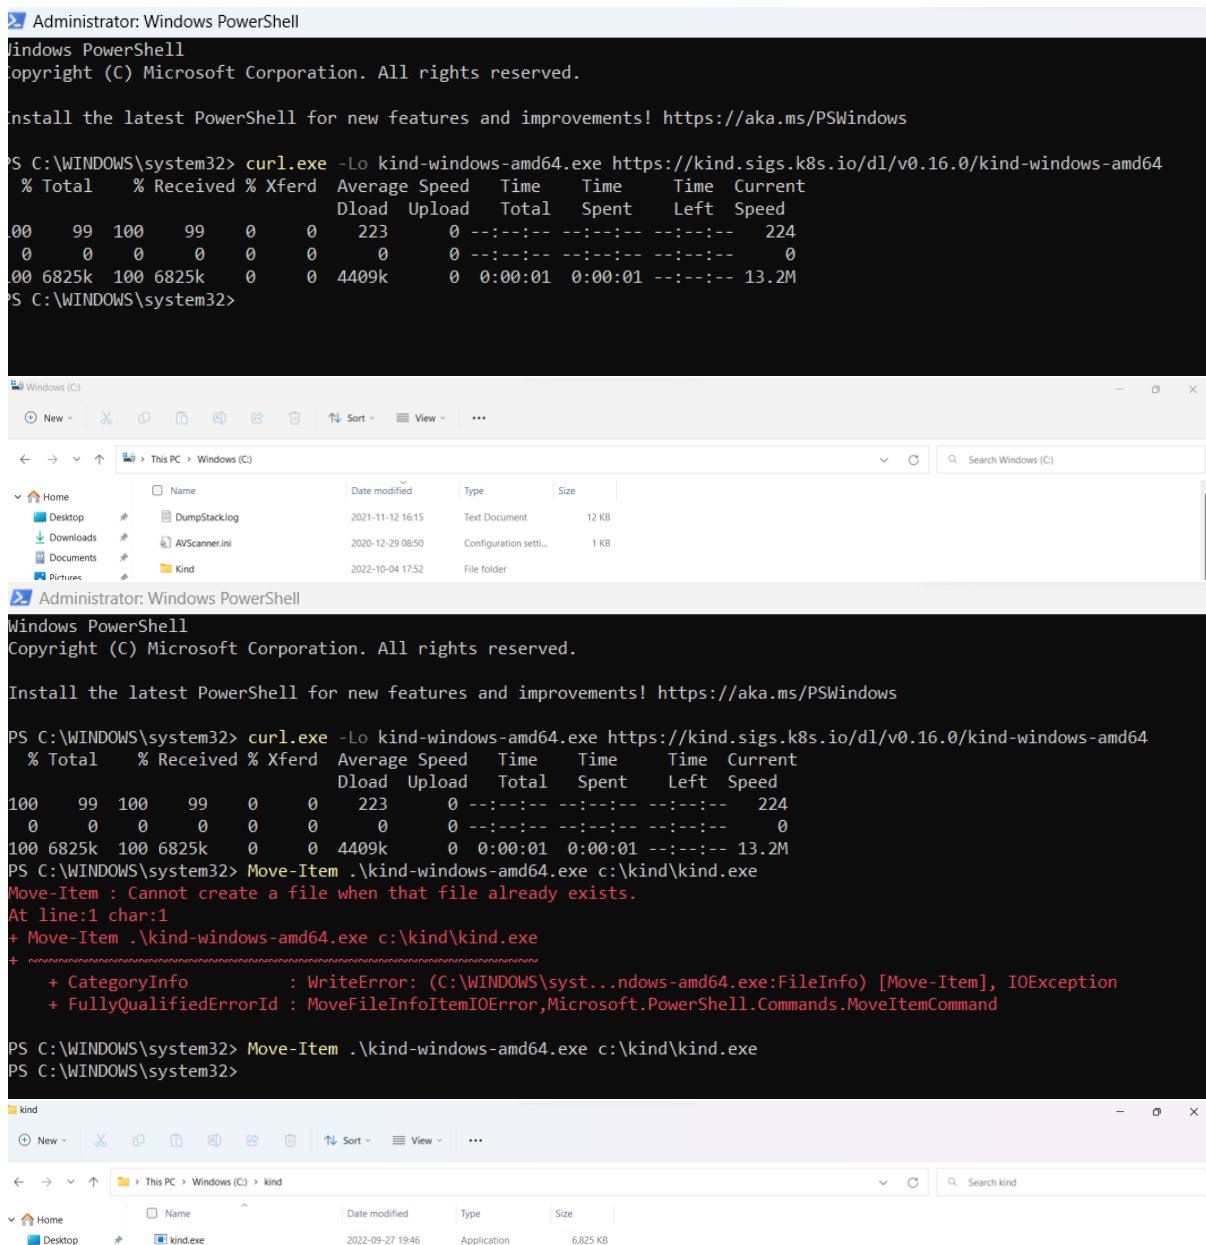 Administrator: Windows PowerShell
Windows PowerShell
Copyright (C) Microsoft Corporation. All rights reserved.
Install the latest PowerShell for new features and improvements! https://aka.ms/PSWindows
PS C:\WINDOWS\system32> curl.exe -Lo kind-windows-amd64.exe https://kind.sigs.k8s.io/dl/v0.16.0/kind-windows-amd64
% Total % Received % Xferd Average Speed Time Time Time Current
Dload Upload Total Spent Left Speed
100 99 100 99 0 0 223 0 --:--:-- --:--:-- --:--:-- 224
0 0 0 0 0 0 0 0 --:--:-- --:--:-- --:--:-- 0
100 6825k 100 6825k 0 0 4409k 0 0:00:01 0:00:01 --:--:-- 13.2M
PS C:\WINDOWS\system32>
Windows (C:)
New Sort View ...
This PC > Windows (C:) Search Windows (C:)
Home Name Date modified Type Size
Desktop DumpStack.log 2021-11-12 16:15 Text Document 12 KB
Downloads AVScanner.ini 2020-12-29 08:50 Configuration setti... 1 KB
Documents
Kind 2022-10-04 17:52 File folder
Pictures
Administrator: Windows PowerShell
Windows PowerShell
Copyright (C) Microsoft Corporation. All rights reserved.
Install the latest PowerShell for new features and improvements! https://aka.ms/PSWindows
PS C:\WINDOWS\system32> curl.exe -Lo kind-windows-amd64.exe https://kind.sigs.k8s.io/dl/v0.16.0/kind-windows-amd64
% Total % Received % Xferd Average Speed Time Time Time Current
Dload Upload Total Spent Left Speed
100 99 100 99 0 0 223 0 --:--:-- --:--:-- --:--:-- 224
0 0 0 0 0 0 0 0 --:--:-- --:--:-- --:--:-- 0
100 6825k 100 6825k 0 0 4409k 0 0:00:01 0:00:01 --:--:-- 13.2M
PS C:\WINDOWS\system32> Move-Item .\kind-windows-amd64.exe c:\kind\kind.exe
Move-Item : Cannot create a file when that file already exists.
At line:1 char:1
+ Move-Item .\kind-windows-amd64.exe c:\kind\kind.exe
+ ~~~~~~~~~~~~~~~~~~~~~~~~~~~~~~~~~~~~~~~~~~~~~~~~~~~
+ CategoryInfo : WriteError: (C:\WINDOWS\syst...ndows-amd64.exe:FileInfo) [Move-Item], IOException
+ FullyQualifiedErrorId : MoveFileInfoItemIOError,Microsoft.PowerShell.Commands.MoveItemCommand
PS C:\WINDOWS\system32> Move-Item .\kind-windows-amd64.exe c:\kind\kind.exe
PS C:\WINDOWS\system32>
kind
New Sort View ...
This PC > Windows (C:) > kind Search kind
Home Name Date modified Type Size
Desktop kind.exe 2022-09-27 19:46 Application 6,825 KB